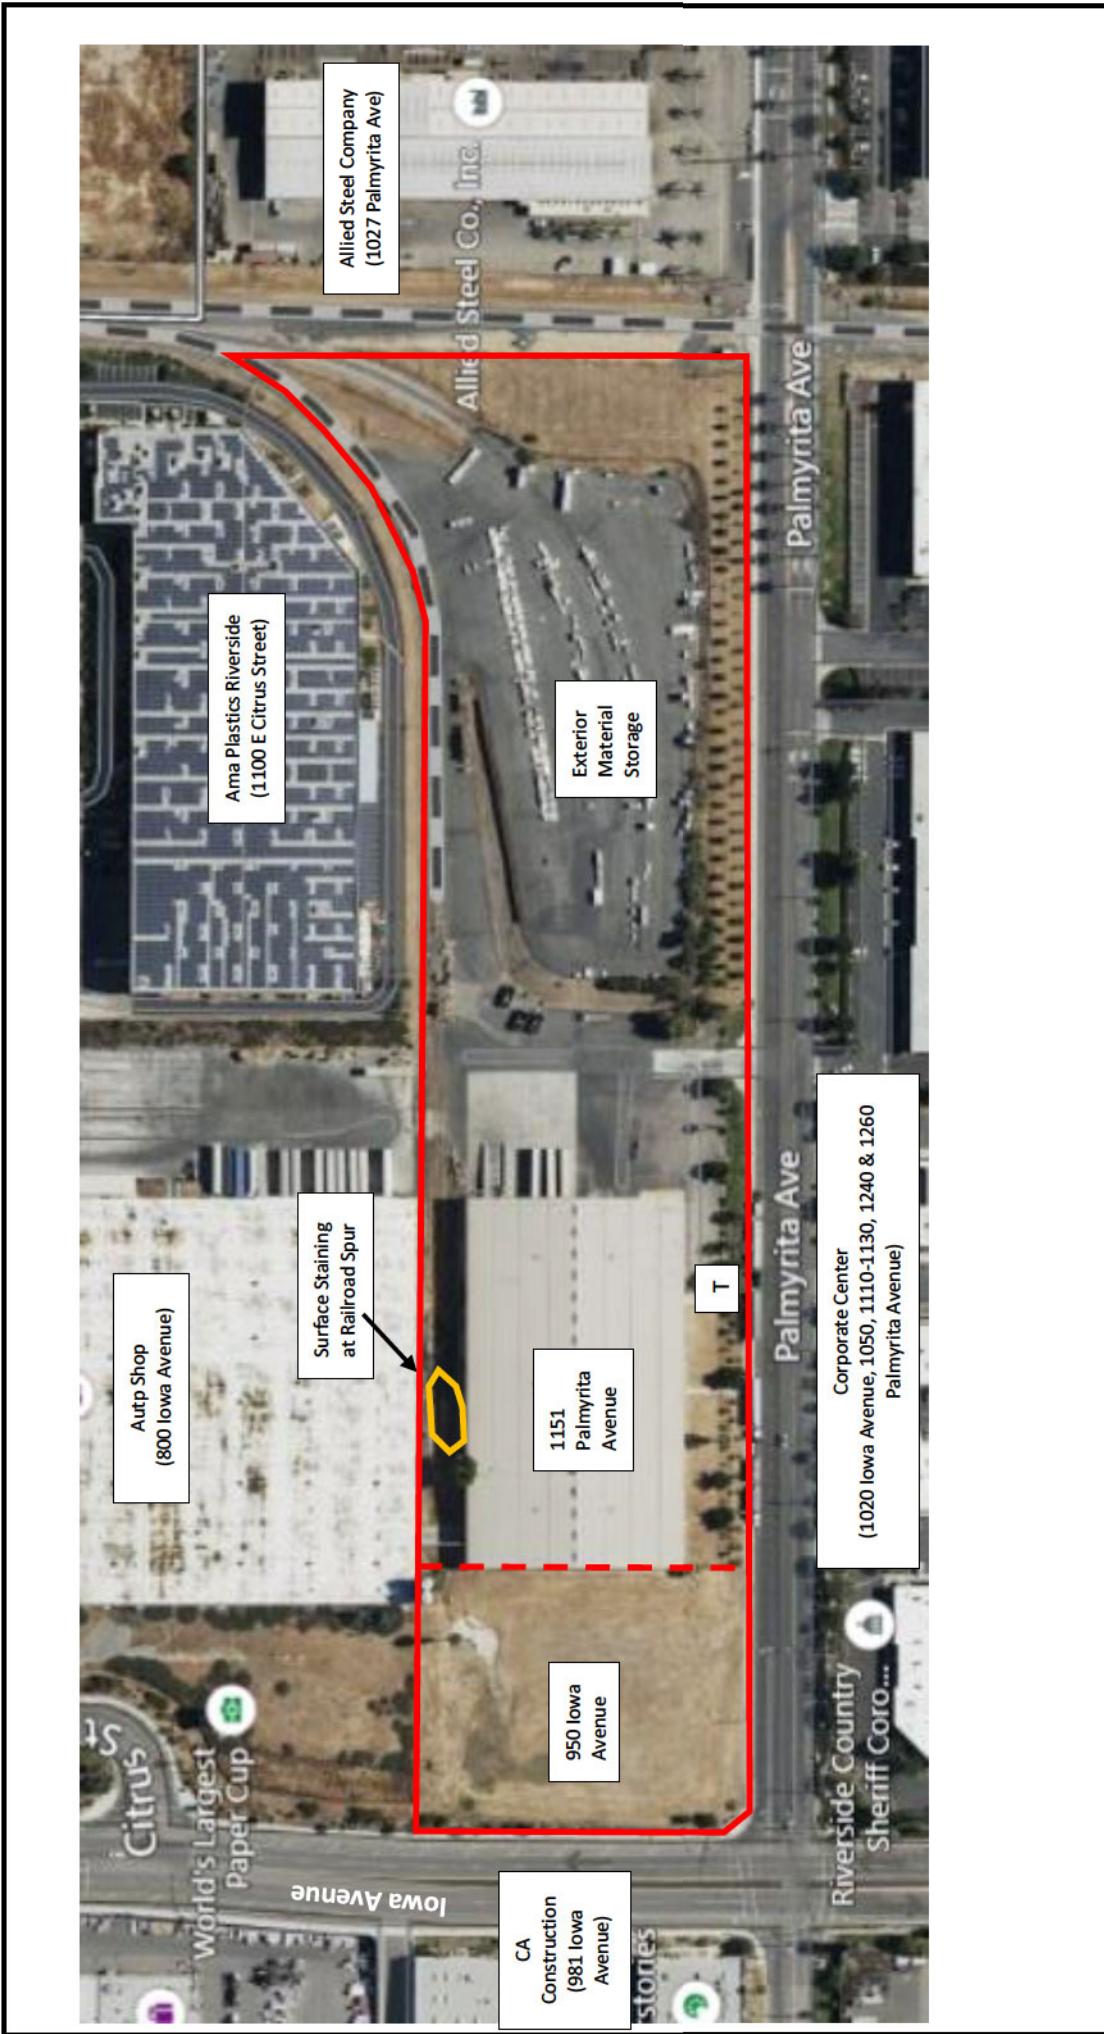 Allied Steel Company
(1027 Palmyrita Ave)
Allied Steel Co., Inc.
Ama Plastics Riverside
(1100 E Citrus Street)
Exterior
Material
Storage
Palmyrita Ave
Surface Staining
at Railroad Spur
Autp Shop
(800 Iowa Avenue)
1151
Palmyrita
Avenue
T
Palmyrita Ave
Corporate Center
(1020 Iowa Avenue, 1050, 1110-1130, 1240 & 1260
Palmyrita Avenue)
950 Iowa
Avenue
Citrus St
World's Largest
Paper Cup
Iowa Avenue
Riverside Country
Sheriff Coro...
CA
Construction
(981 Iowa
Avenue)
stories